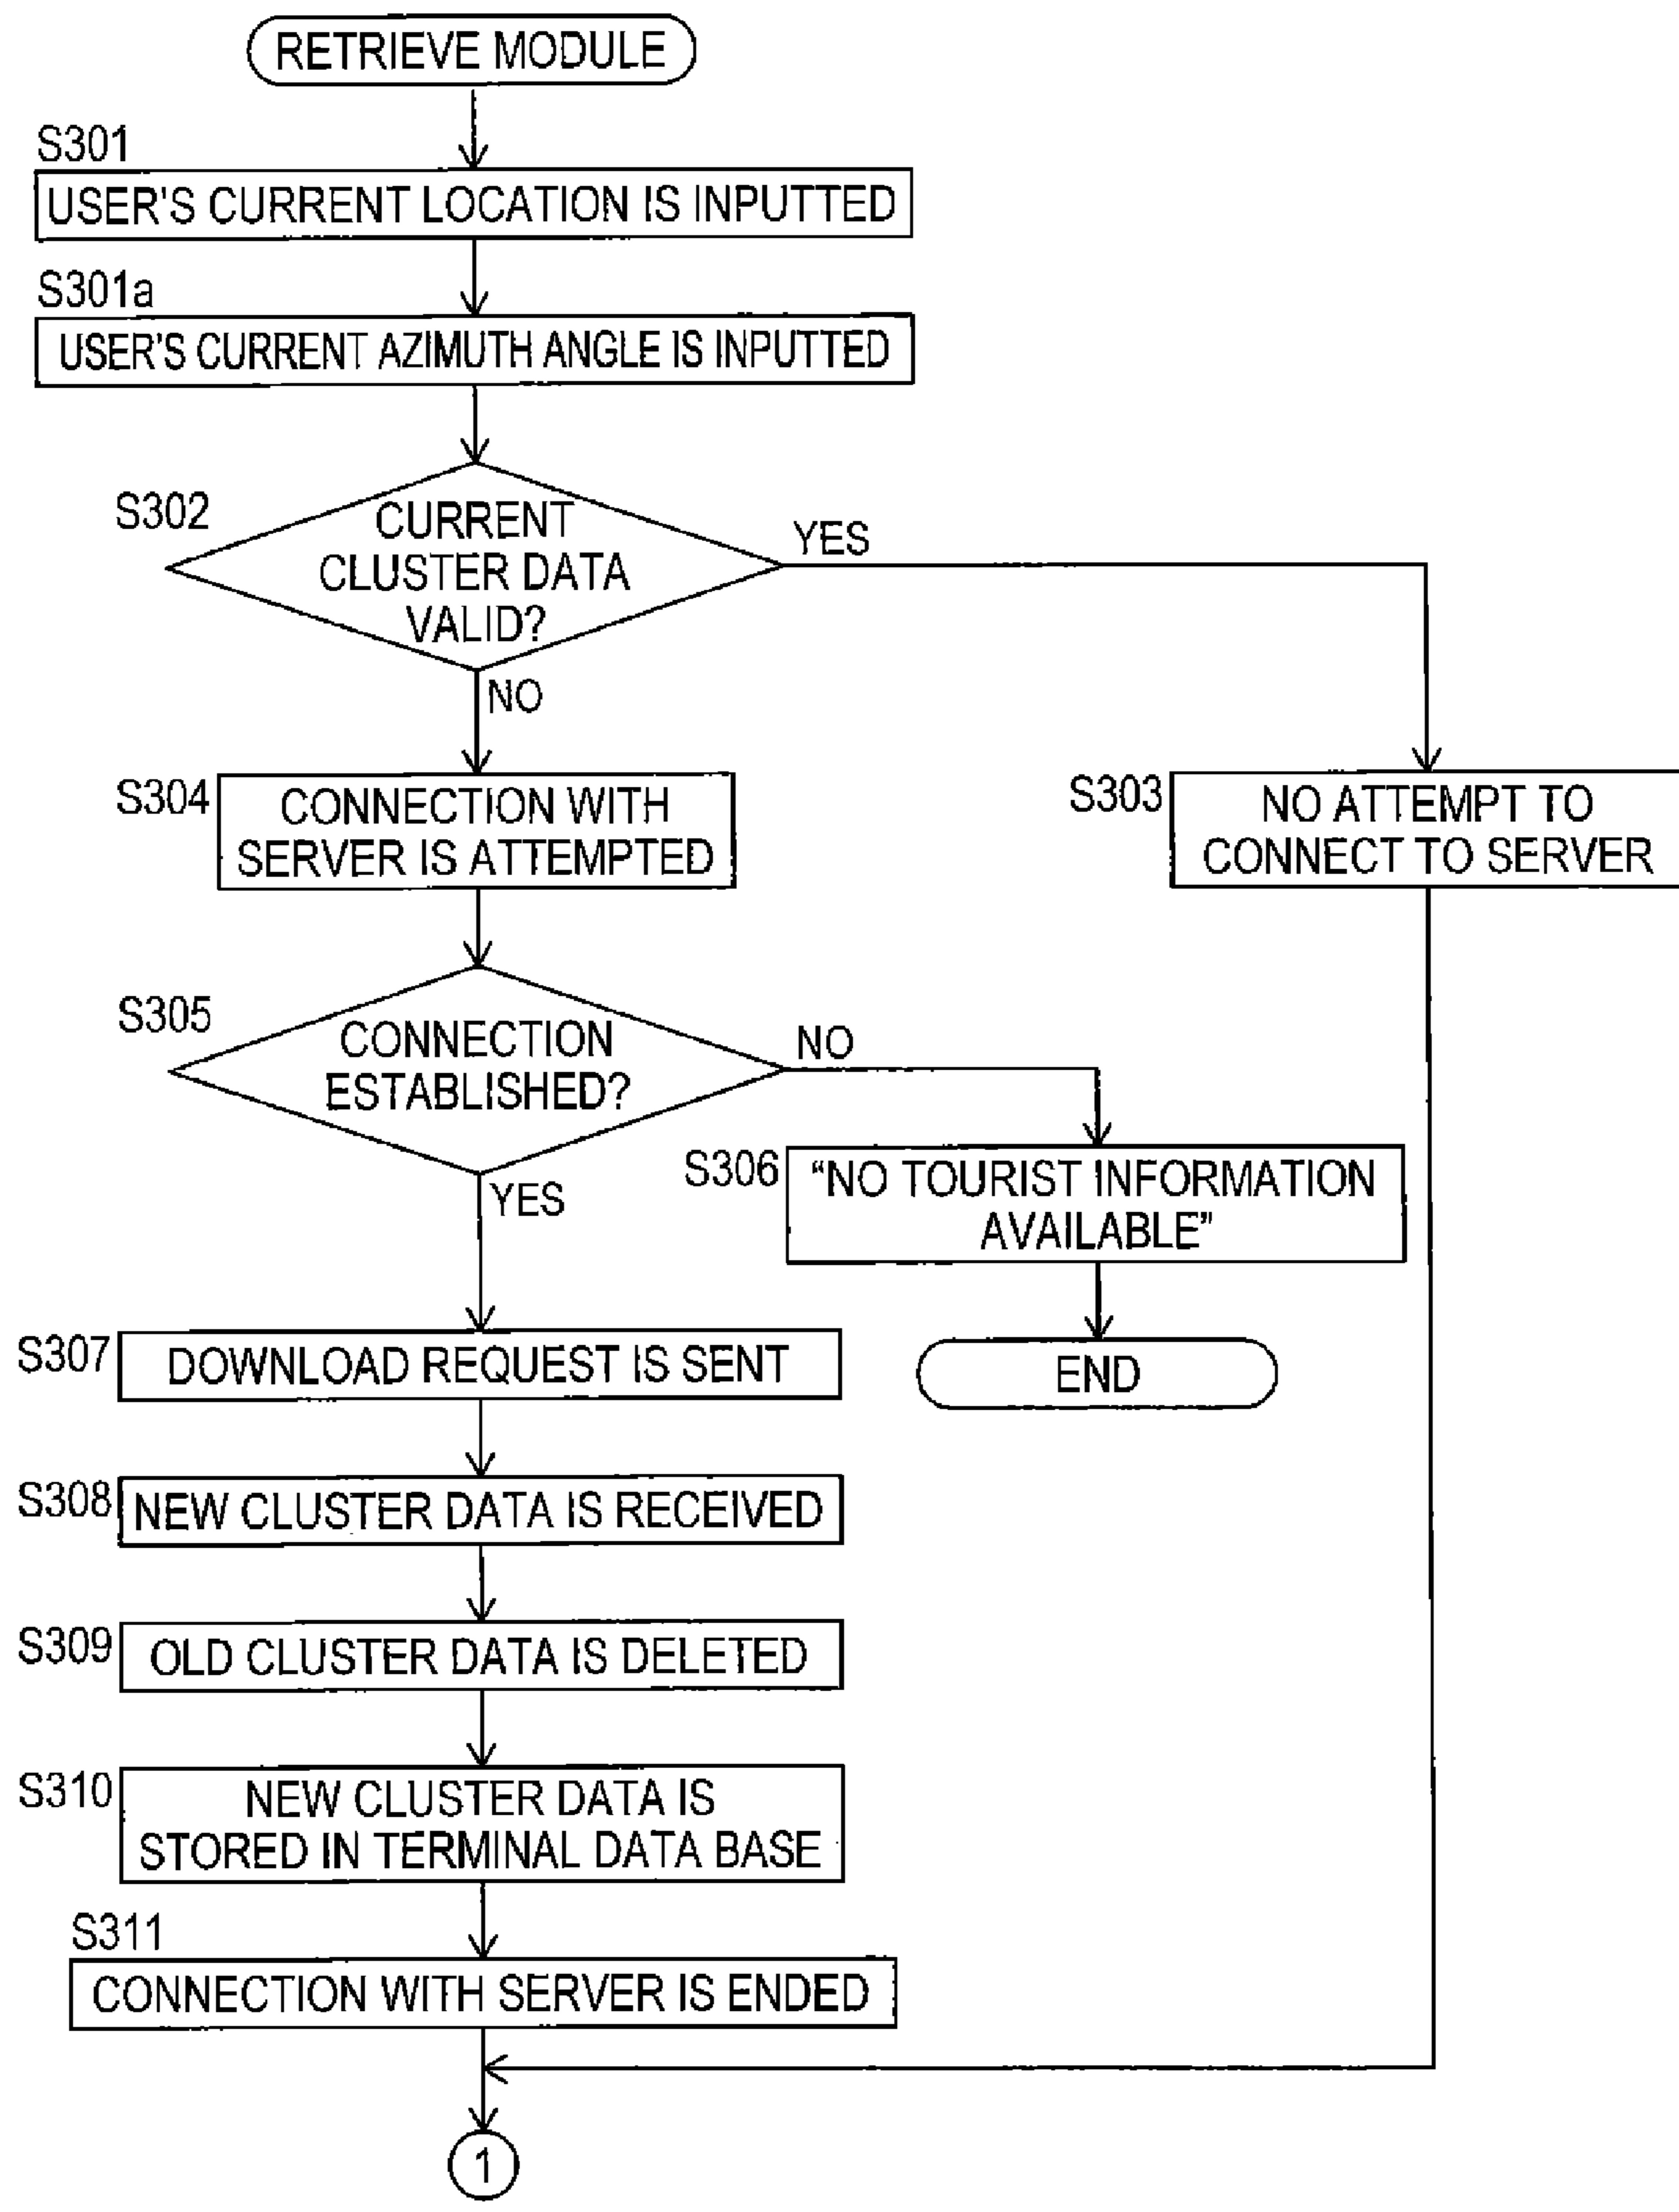 RETRIEVE MODULE
S301
USER'S CURRENT LOCATION IS INPUTTED
S301a
USER'S CURRENT AZIMUTH ANGLE IS INPUTTED
S302
CURRENT
CLUSTER DATA
VALID?
YES
NO
S304
CONNECTION WITH
SERVER IS ATTEMPTED
S303
NO ATTEMPT TO
CONNECT TO SERVER
S305
CONNECTION
ESTABLISHED?
NO
YES
S306
“NO TOURIST INFORMATION
AVAILABLE”
END
S307
DOWNLOAD REQUEST IS SENT
S308
NEW CLUSTER DATA IS RECEIVED
S309
OLD CLUSTER DATA IS DELETED
S310
NEW CLUSTER DATA IS
STORED IN TERMINAL DATA BASE
S311
CONNECTION WITH SERVER IS ENDED
1